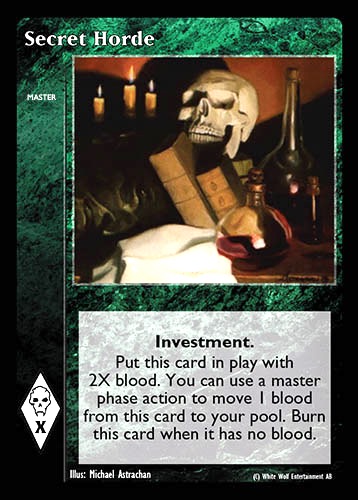 Secret Horde
MASTER
Investment.
Put this card in play with
2X blood. You can use a master
phase action to move 1 blood
from this card to your pool. Burn
this card when it has no blood.
X
Illus: Michael Astrachan
(C) White Wolf Entertainment AB